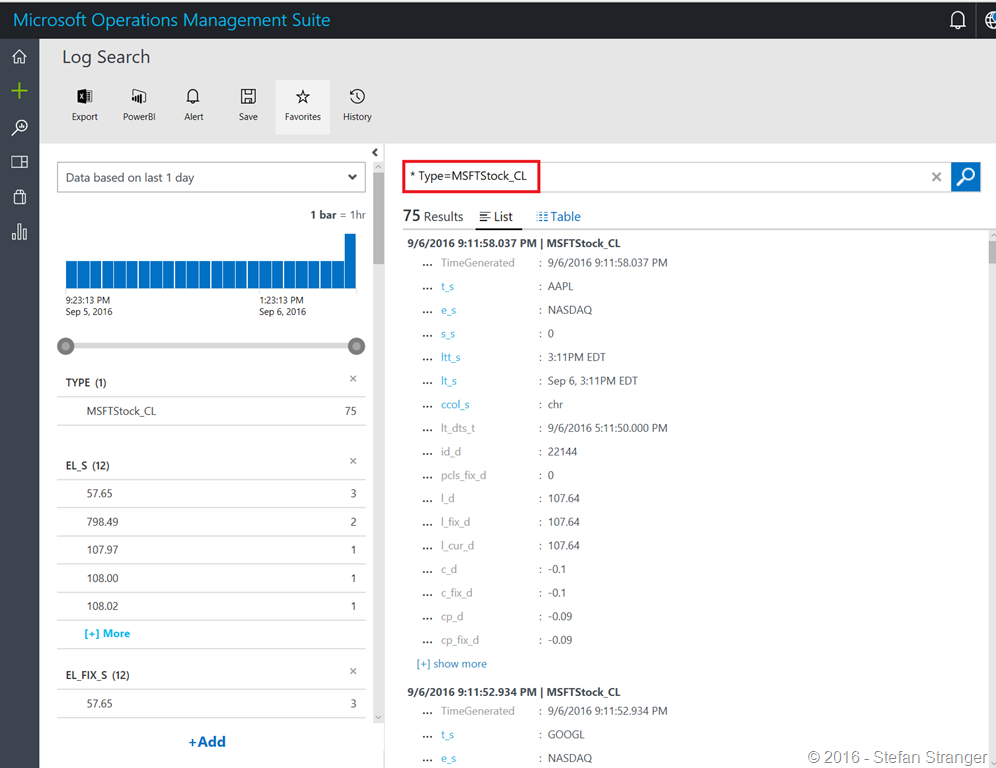 Microsoft Operations Management Suite
Log Search
Export PowerBI Alert Save Favorites History
Data based on last 1 day
1 bar = 1hr
9:23:13 PM
Sep 5, 2016
1:23:13 PM
Sep 6, 2016
TYPE (1)
MSFTStock_CL 75
EL_S (12)
57.65 3
798.49 2
107.97 1
108.00 1
108.02 1
[+] More
EL_FIX_S (12)
57.65 3
+Add
* Type=MSFTStock_CL
75 Results List Table
9/6/2016 9:11:58.037 PM | MSFTStock_CL
... TimeGenerated : 9/6/2016 9:11:58.037 PM
... t_s : AAPL
... e_s : NASDAQ
... s_s : 0
... ltt_s : 3:11PM EDT
... lt_s : Sep 6, 3:11PM EDT
... ccol_s : chr
... lt_dts_t : 9/6/2016 5:11:50.000 PM
... id_d : 22144
... pcls_fix_d : 0
... l_d : 107.64
... l_fix_d : 107.64
... l_cur_d : 107.64
... c_d : -0.1
... c_fix_d : -0.1
... cp_d : -0.09
... cp_fix_d : -0.09
[+] show more
9/6/2016 9:11:52.934 PM | MSFTStock_CL
... TimeGenerated : 9/6/2016 9:11:52.934 PM
... t_s : GOOGL
... e_s : NASDAQ
© 2016 - Stefan Stranger